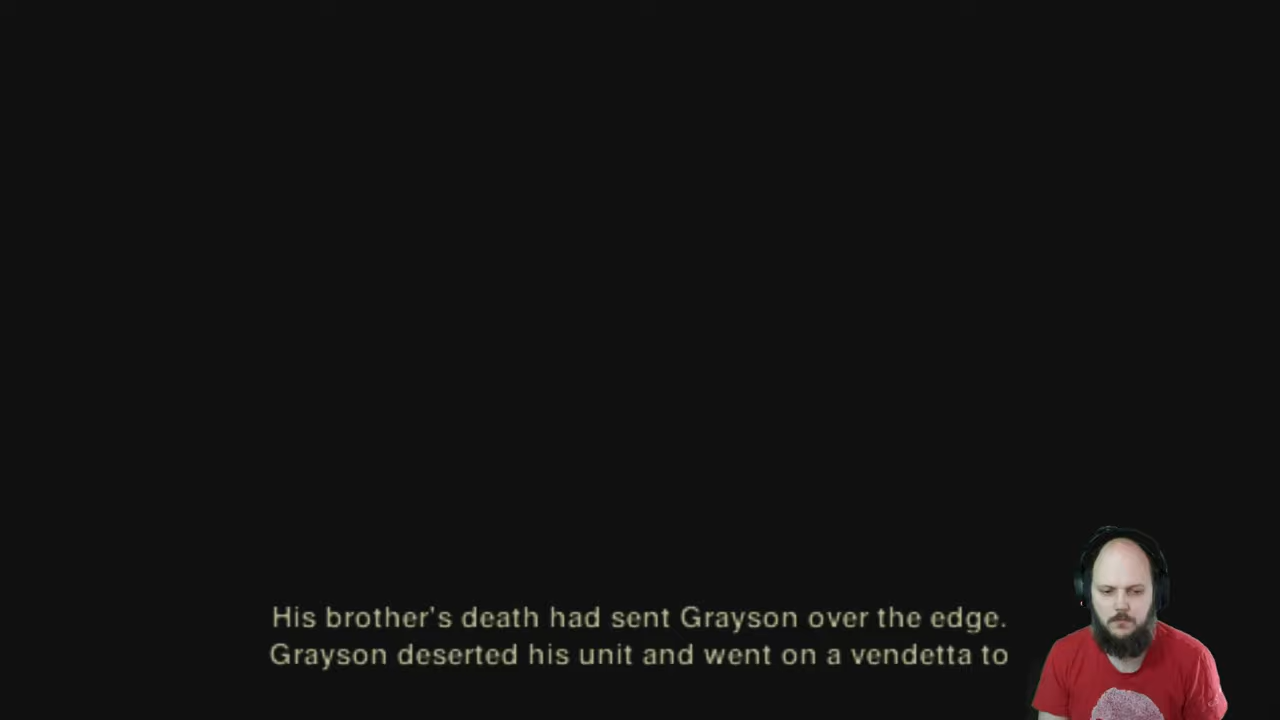 His brother's death had sent Grayson over the edge.
Grayson deserted his unit and went on a vendetta to